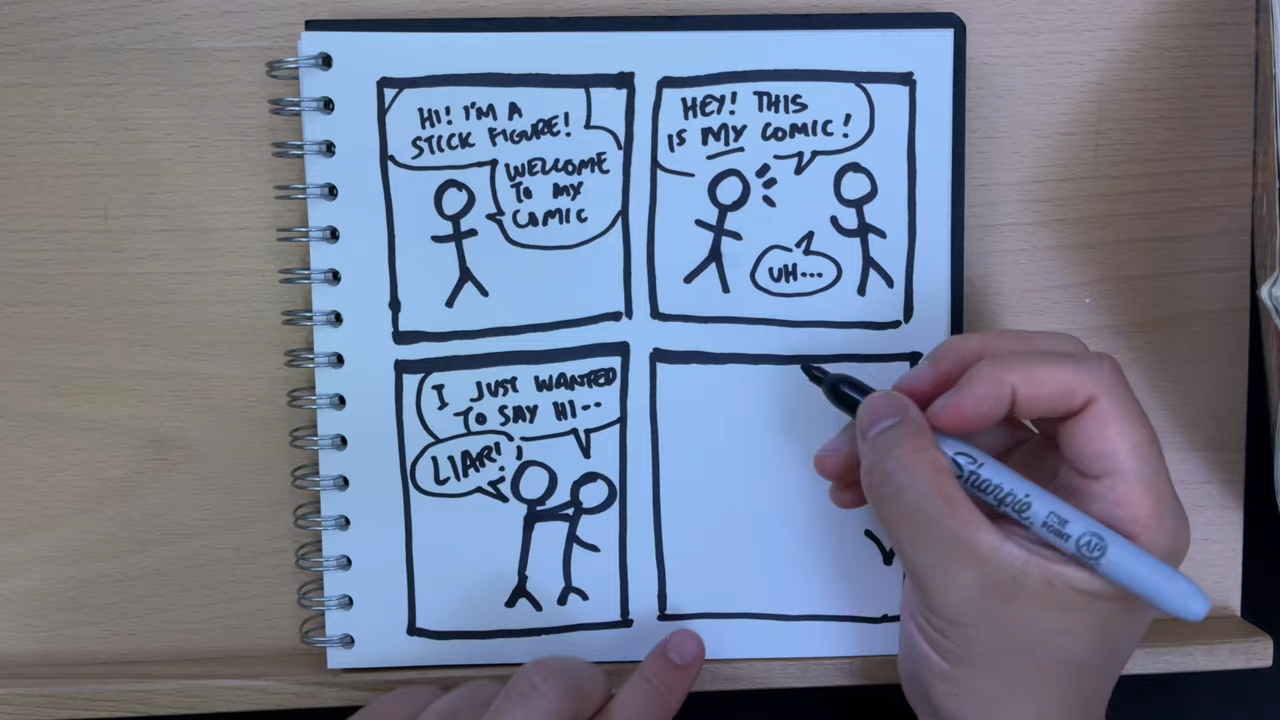 HI! I'M A
STICK FIGURE!
WELCOME
TO MY
COMIC
HEY! THIS
IS MY COMIC!
UH...
I JUST WANTED
TO SAY HI--
LIAR!
Sharpie
FINE
POINT
AP